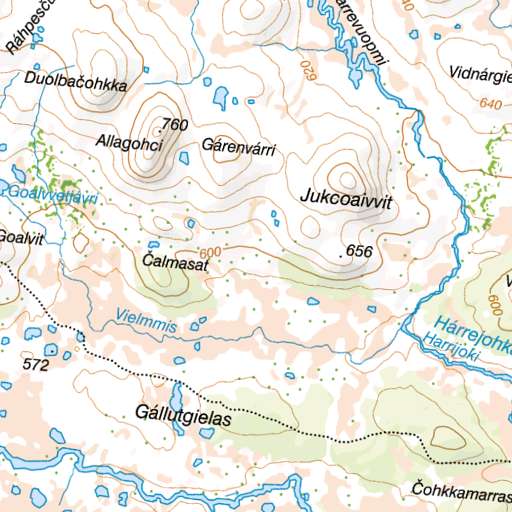 arrevuopmi
Duolbačohkka
620
Vidnárgie
640
760
Allagohci
Gárenvárri
Goalvvetjávri
Jukcoaivvit
Goalvit
600
656
Čalmasat
600
Vielmmis
Hárrejohka
Harrijoki
572
Gállutgielas
Čohkkamarras